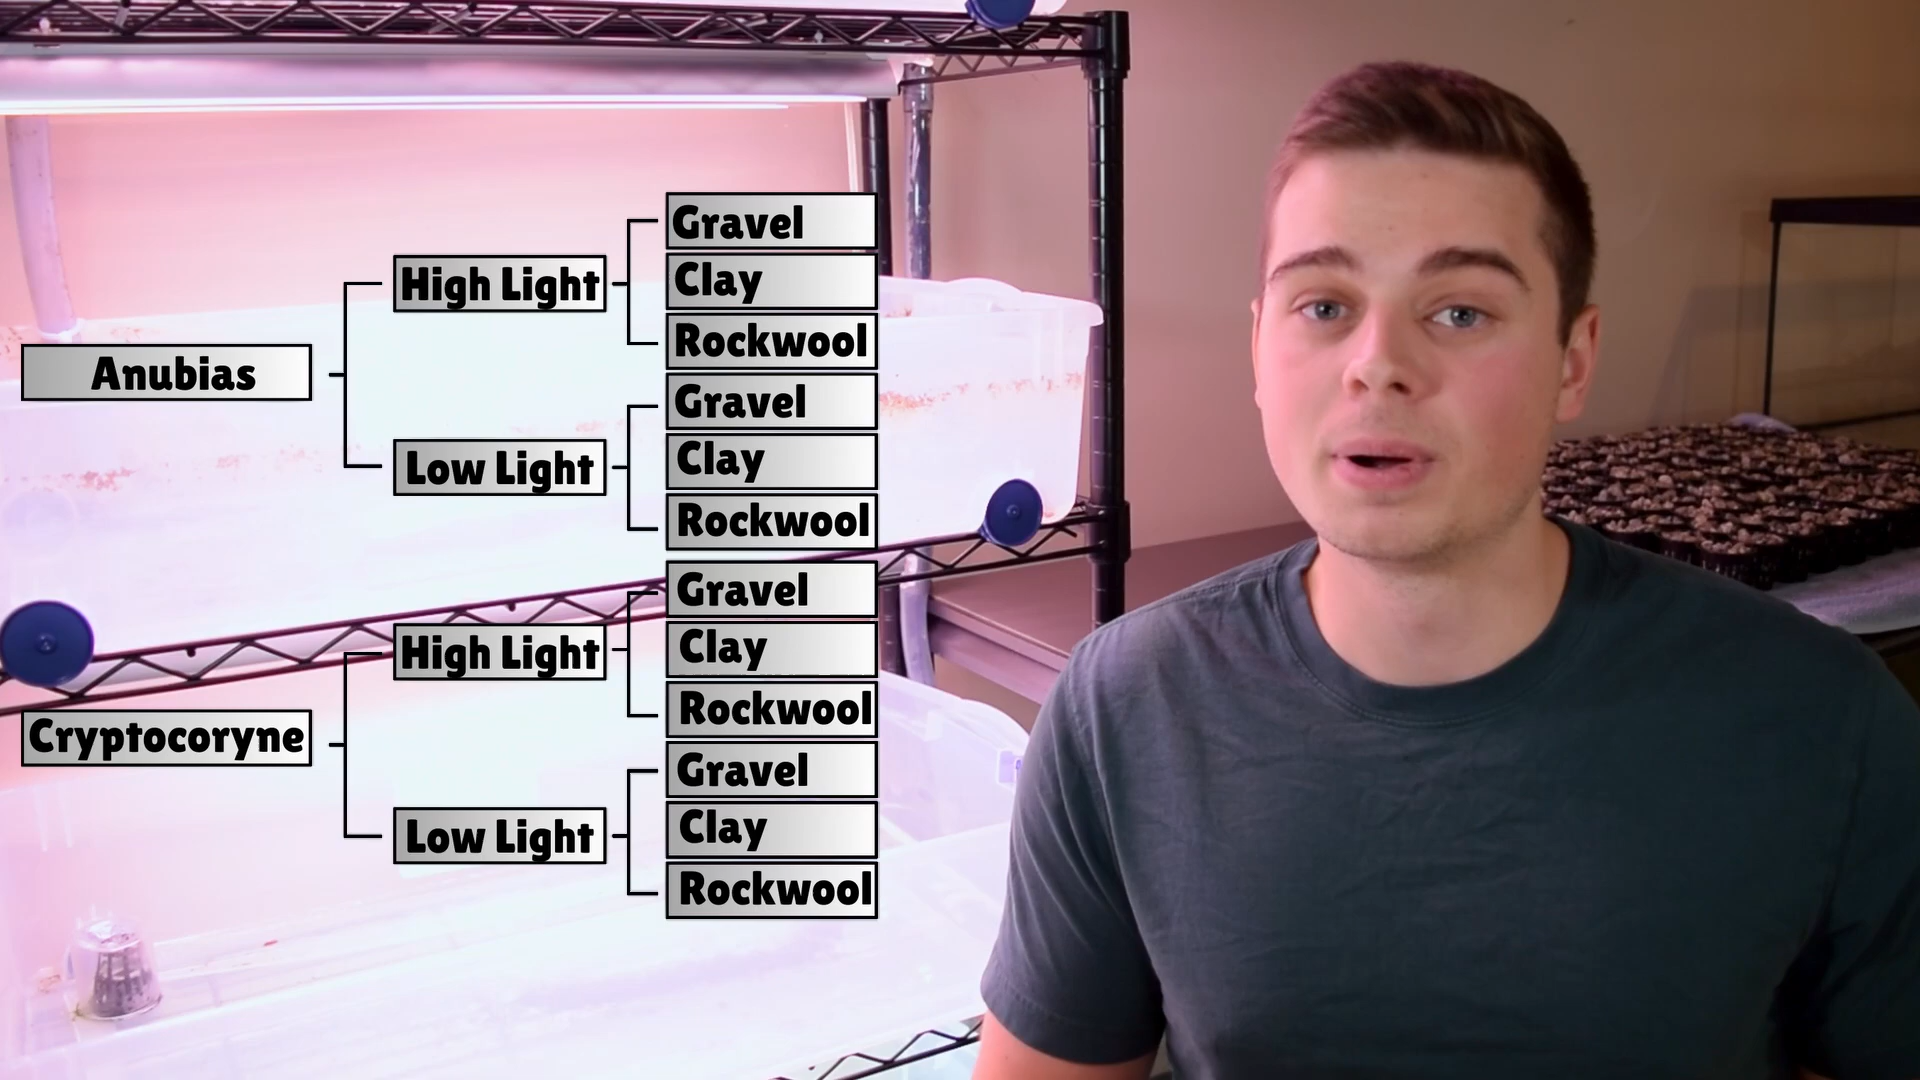 Anubias
High Light
Gravel
Clay
Rockwool
Low Light
Gravel
Clay
Rockwool
Cryptocoryne
High Light
Gravel
Clay
Rockwool
Low Light
Gravel
Clay
Rockwool